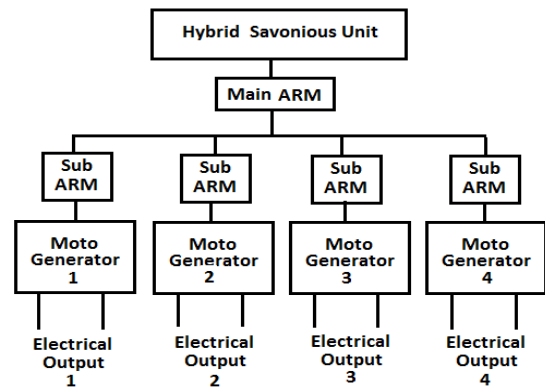 Hybrid Savonious Unit
Main ARM
Sub
ARM
Sub
ARM
Sub
ARM
Sub
ARM
Moto
Generator
1
Moto
Generator
2
Moto
Generator
3
Moto
Generator
4
Electrical
Output
1
Electrical
Output
2
Electrical
Output
3
Electrical
Output
4